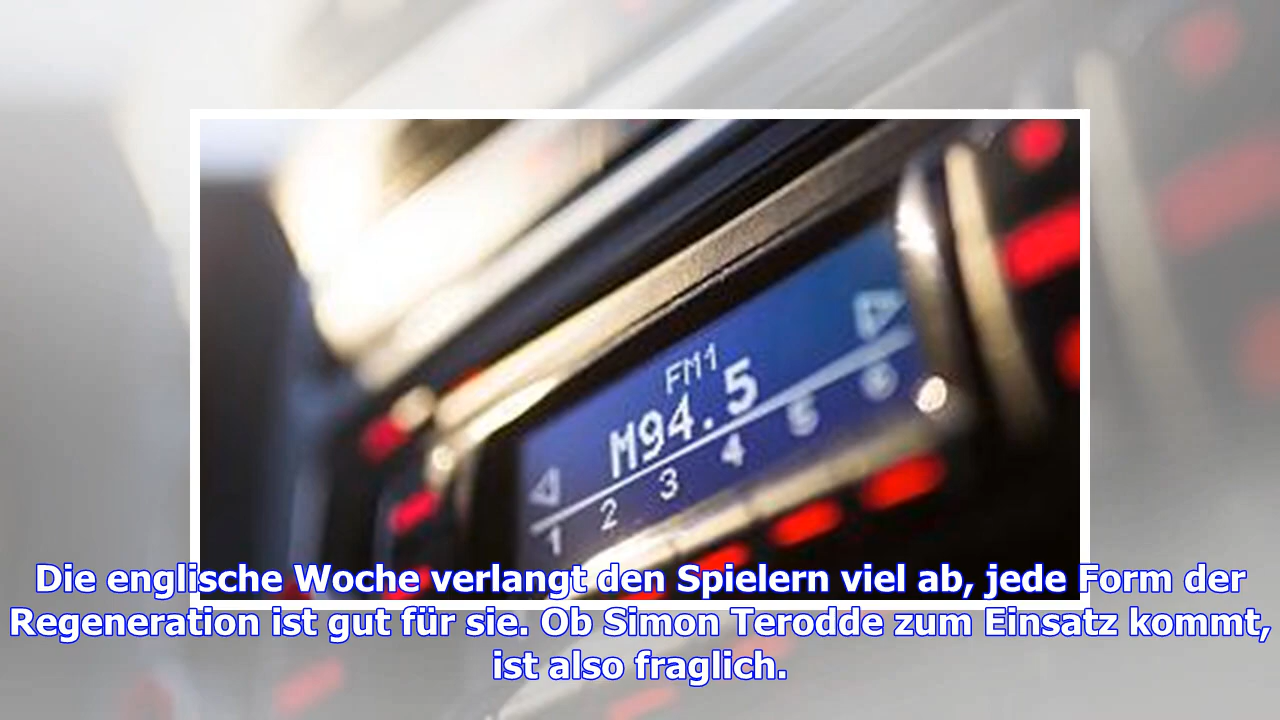 FM1
M94.5
1 2 3 4 5 6
Die englische Woche verlangt den Spielern viel ab, jede Form der
Regeneration ist gut für sie. Ob Simon Terodde zum Einsatz kommt,
ist also fraglich.